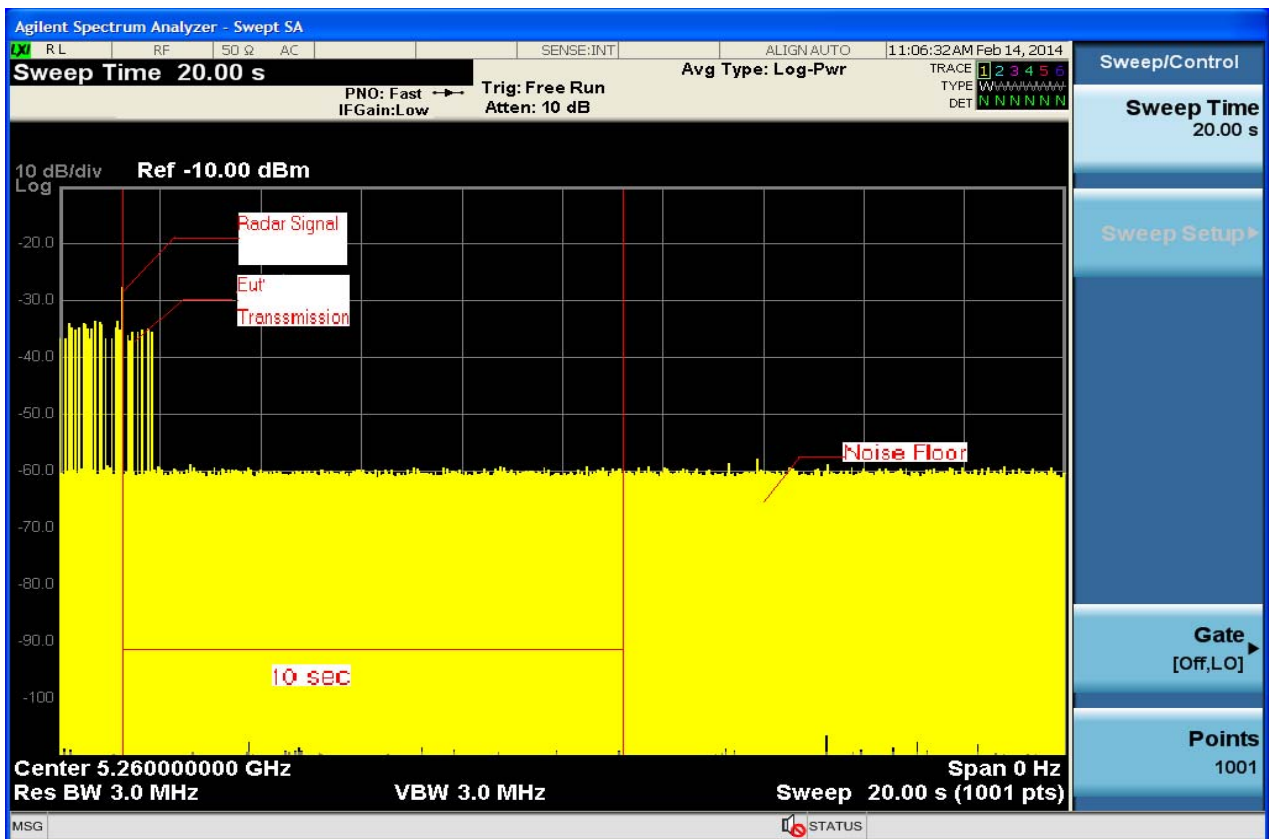 Agilent Spectrum Analyzer - Swept SA
LXI RL RF 50 Ω AC SENSE:INT ALIGN AUTO 11:06:32 AM Feb 14, 2014
Sweep Time 20.00 s
PNO: Fast
IFGain:Low
Trig: Free Run
Atten: 10 dB
Avg Type: Log-Pwr
TRACE 1 2 3 4 5 6
TYPE WWWWWW
DET N N N N N N
10 dB/div Ref -10.00 dBm
Log
-20.0
-30.0
-40.0
-50.0
-60.0
-70.0
-80.0
-90.0
-100
Radar Signal
Eut'
Transsmission
Noise Floor
10 sec
Center 5.260000000 GHz Span 0 Hz
Res BW 3.0 MHz VBW 3.0 MHz Sweep 20.00 s (1001 pts)
MSG STATUS
Sweep/Control
Sweep Time
20.00 s
Sweep Setup
Gate
[Off,LO]
Points
1001